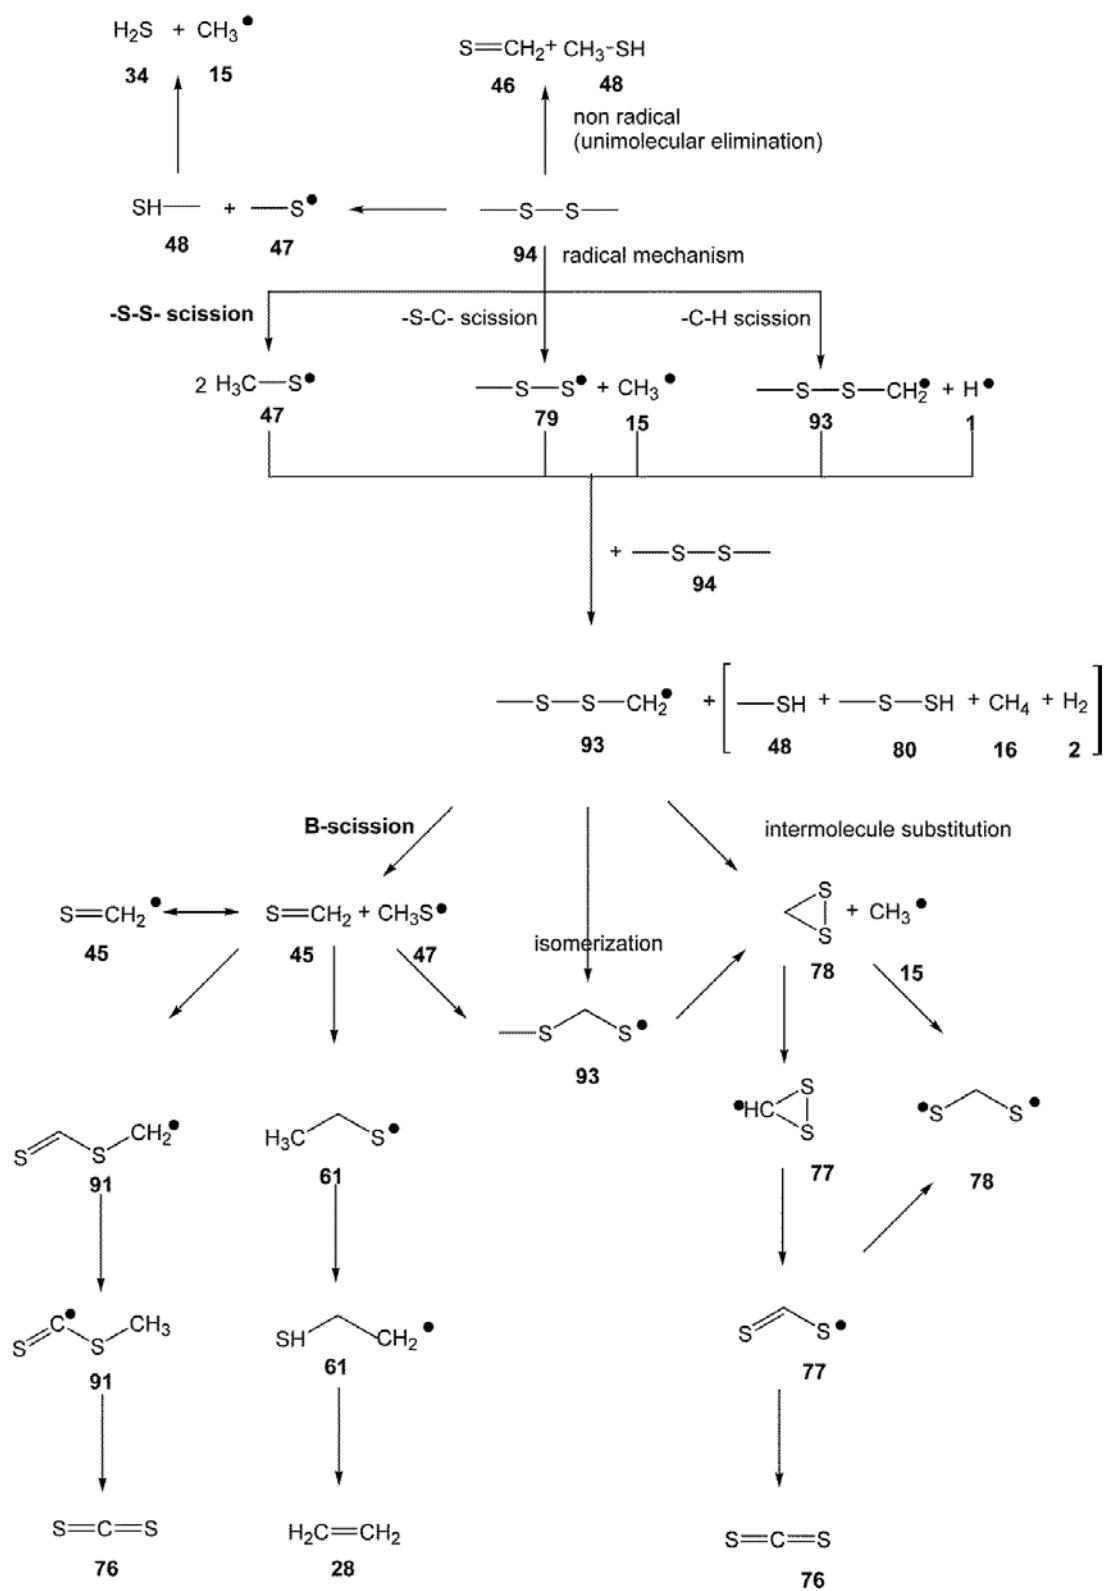 H2S + CH3●
34 15
S=CH2+ CH3-SH
46 48
non radical
(unimolecular elimination)
SH— + —S●
48 47
—S—S—
94 radical mechanism
-S-S- scission
-S-C- scission
-C-H scission
2 H3C—S●
47
—S—S● + CH3●
79 15
—S—S—CH2● + H●
93 1
+ —S—S—
94
—S—S—CH2● + [ —SH + —S—SH + CH4 + H2 ]
93 48 80 16 2
B-scission
intermolecule substitution
S=CH2●
45
S=CH2 + CH3S●
45 47
isomerization
S S + CH3●
78 15
S S●
93
S S CH2●
91
H3C S●
61
●HC S S
77
●S S●
78
S C● S CH3
91
SH CH2●
61
S S●
77
S=C=S
76
H2C=CH2
28
S=C=S
76